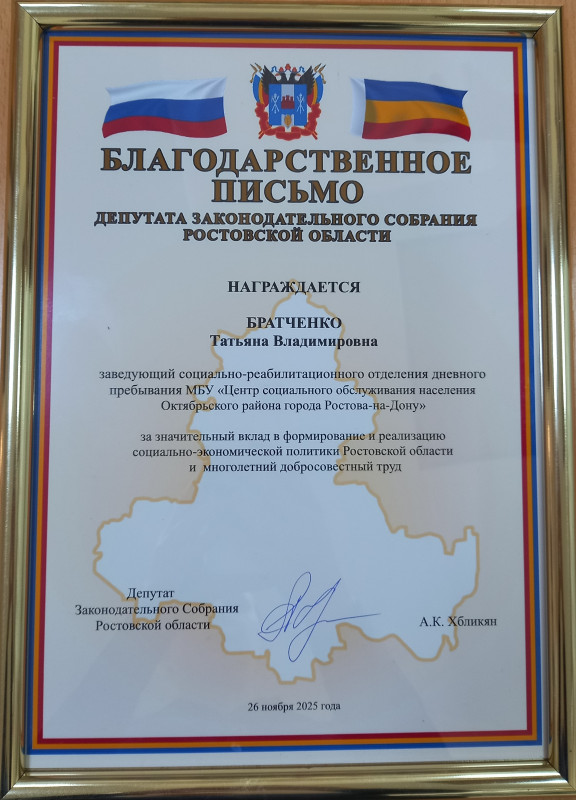 БЛАГОДАРСТВЕННОЕ
ПИСЬМО
ДЕПУТАТА ЗАКОНОДАТЕЛЬНОГО СОБРАНИЯ
РОСТОВСКОЙ ОБЛАСТИ
НАГРАЖДАЕТСЯ
БРАТЧЕНКО
Татьяна Владимировна
заведующий социально-реабилитационного отделения дневного
пребывания МБУ «Центр социального обслуживания населения
Октябрьского района города Ростова-на-Дону»
за значительный вклад в формирование и реализацию
социально-экономической политики Ростовской области
и многолетний добросовестный труд
Депутат
Законодательного Собрания
Ростовской области
А.К. Хбликян
26 ноября 2025 года